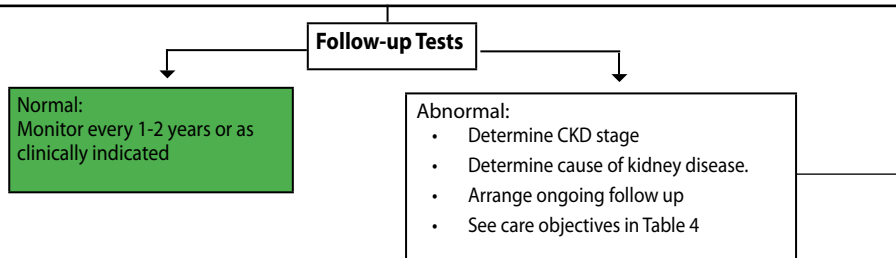 Follow-up Tests
Normal:
Monitor every 1-2 years or as
clinically indicated
Abnormal:
• Determine CKD stage
• Determine cause of kidney disease.
• Arrange ongoing follow up
• See care objectives in Table 4